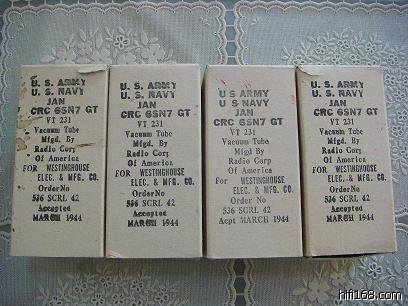 U. S. ARMY
U. S. NAVY
JAN
CRC 6SN7 GT
VT 231
Vacuum Tube
Mfgd. By
Radio Corp
Of America
FOR WESTINGHOUSE
ELEC. & MFG. CO.
Order No
536 SCRL 42
Accepted
MARCH 1944
U. S. ARMY
U. S. NAVY
JAN
CRC 6SN7 GT
VT 231
Vacuum Tube
Mfgd. By
Radio Corp
Of America
FOR WESTINGHOUSE
ELEC. & MFG. CO.
Order No
536 SCRL 42
Accepted
MARCH 1944
U S ARMY
U S NAVY
JAN
CRC 6SN7 GT
VT 231
Vacuum Tube
Mfgd By
Radio Corp
Of America
For WESTINGHOUSE
ELEC. & MFG. CO.
Order No
536 SCRL 42
Acpt MARCH 1944
U. S. ARMY
U. S. NAVY
JAN
CRC 6SN7 GT
VT 231
Vacuum Tube
Mfgd. By
Radio Corp
Of America
FOR WESTINGHOUSE
ELEC. & MFG. CO.
Order No
536 SCRL 42
Accepted
MARCH 1944
hifi168.com